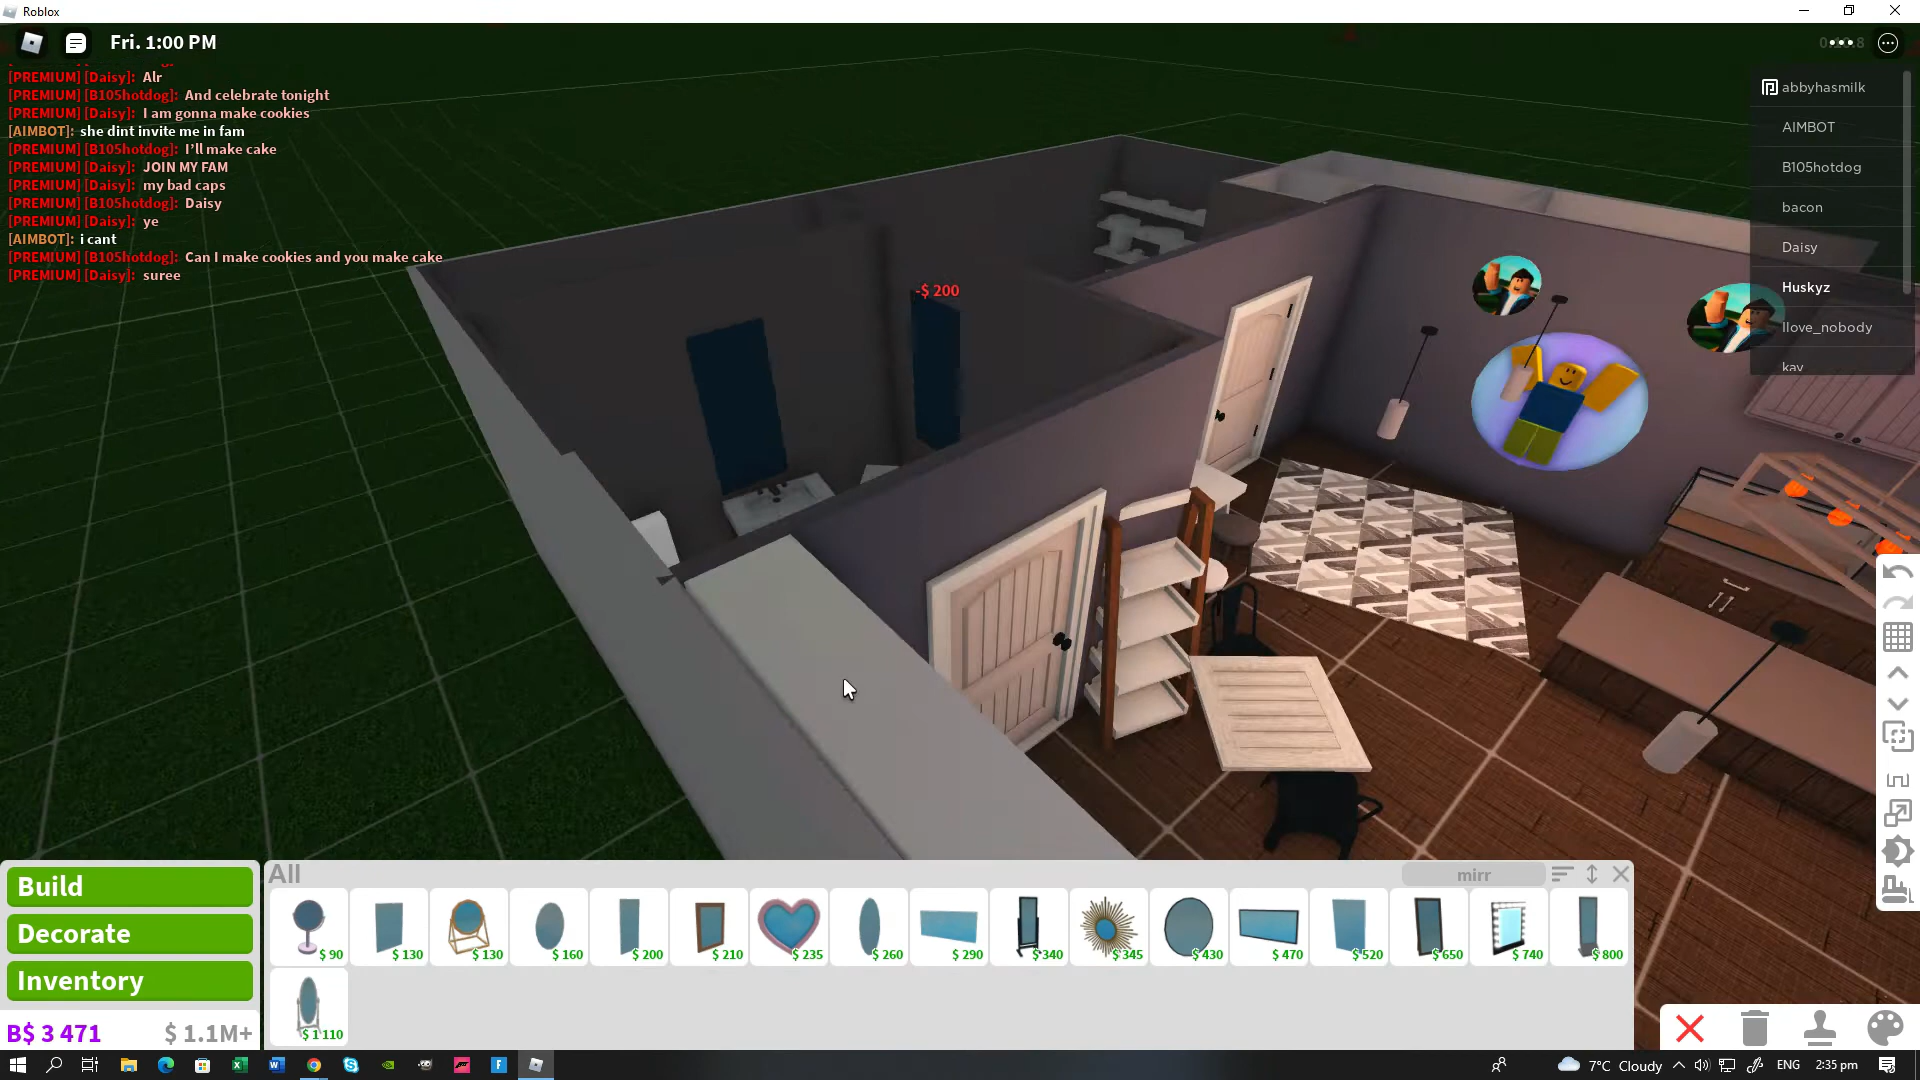 Roblox
Fri. 1:00 PM
[PREMIUM] [Daisy]: Alr
[PREMIUM] [B105hotdog]: And celebrate tonight
[PREMIUM] [Daisy]: I am gonna make cookies
[AIMBOT]: she dint invite me in fam
[PREMIUM] [B105hotdog]: I'll make cake
[PREMIUM] [Daisy]: JOIN MY FAM
[PREMIUM] [Daisy]: my bad caps
[PREMIUM] [B105hotdog]: Daisy
[PREMIUM] [Daisy]: ye
[AIMBOT]: i cant
[PREMIUM] [B105hotdog]: Can I make cookies and you make cake
[PREMIUM] [Daisy]: suree
abbyhasmilk
AIMBOT
B105hotdog
bacon
Daisy
Huskyz
Ilove_nobody
kay
-$ 200
Build
Decorate
Inventory
B$ 3 471
$ 1.1M+
All
mirr
$ 90
$ 130
$ 130
$ 160
$ 200
$ 210
$ 235
$ 260
$ 290
$ 340
$ 345
$ 430
$ 470
$ 520
$ 650
$ 740
$ 800
$ 1 110
7°C Cloudy
ENG
2:35 pm